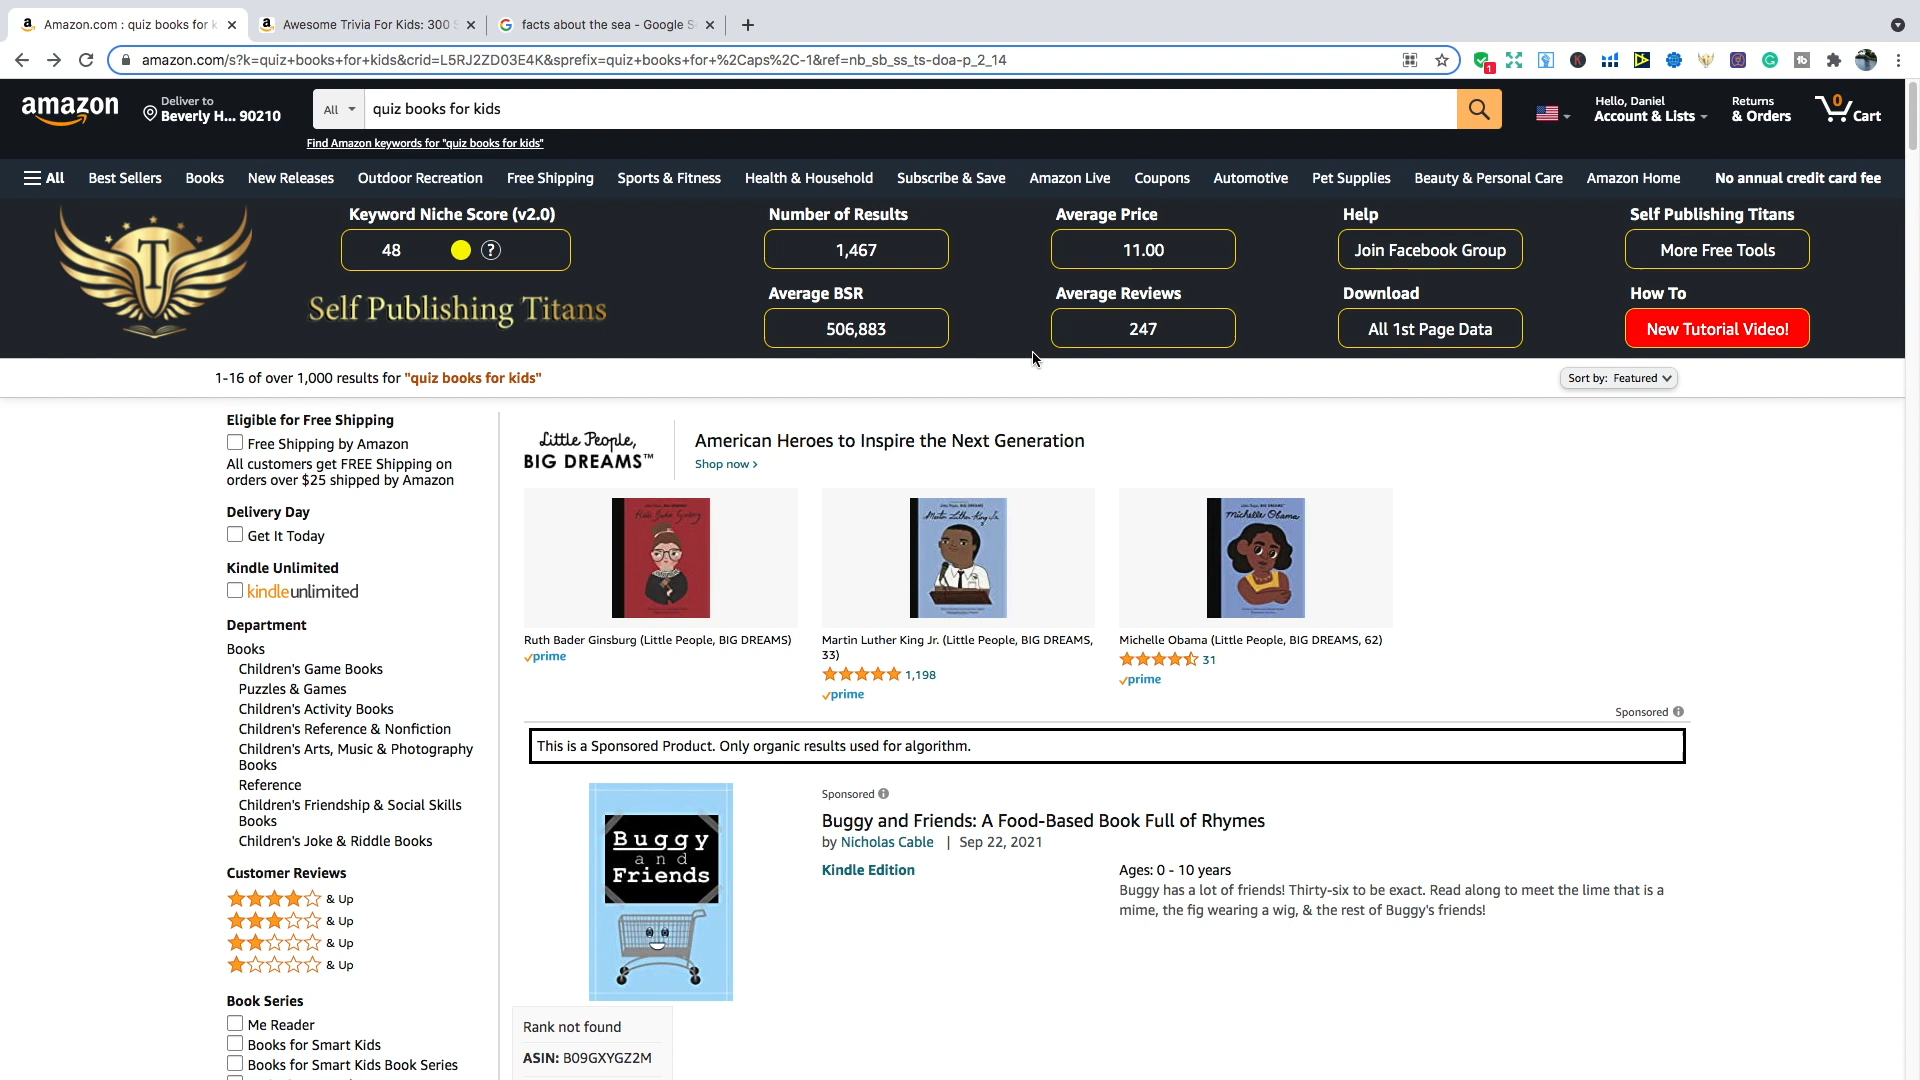 Amazon.com : quiz books for k
Awesome Trivia For Kids: 300 S
facts about the sea - Google S
amazon.com/s?k=quiz+books+for+kids&crid=L5RJ2ZD03E4K&sprefix=quiz+books+for+%2Caps%2C-1&ref=nb_sb_ss_ts-doa-p_2_14
1
amazon
Deliver to
Beverly H... 90210
All
quiz books for kids
Find Amazon keywords for "quiz books for kids"
Hello, Daniel
Account & Lists
Returns
& Orders
0
Cart
All
Best Sellers
Books
New Releases
Outdoor Recreation
Free Shipping
Sports & Fitness
Health & Household
Subscribe & Save
Amazon Live
Coupons
Automotive
Pet Supplies
Beauty & Personal Care
Amazon Home
No annual credit card fee
T
Self Publishing Titans
Keyword Niche Score (v2.0)
48
?
Number of Results
1,467
Average Price
11.00
Help
Join Facebook Group
Self Publishing Titans
More Free Tools
Average BSR
506,883
Average Reviews
247
Download
All 1st Page Data
How To
New Tutorial Video!
1-16 of over 1,000 results for "quiz books for kids"
Sort by: Featured
Eligible for Free Shipping
Free Shipping by Amazon
All customers get FREE Shipping on
orders over $25 shipped by Amazon
Delivery Day
Get It Today
Kindle Unlimited
kindleunlimited
Department
Books
Children's Game Books
Puzzles & Games
Children's Activity Books
Children's Reference & Nonfiction
Children's Arts, Music & Photography
Books
Reference
Children's Friendship & Social Skills
Books
Children's Joke & Riddle Books
Customer Reviews
& Up
& Up
& Up
& Up
Book Series
Me Reader
Books for Smart Kids
Books for Smart Kids Book Series
Little People,
BIG DREAMS™
American Heroes to Inspire the Next Generation
Shop now ›
Ruth Bader Ginsburg
Martin Luther King Jr.
Michelle Obama
Ruth Bader Ginsburg (Little People, BIG DREAMS)
prime
Martin Luther King Jr. (Little People, BIG DREAMS,
33)
1,198
prime
Michelle Obama (Little People, BIG DREAMS, 62)
31
prime
Sponsored
This is a Sponsored Product. Only organic results used for algorithm.
Buggy
and
Friends
Sponsored
Buggy and Friends: A Food-Based Book Full of Rhymes
by Nicholas Cable | Sep 22, 2021
Kindle Edition
Ages: 0 - 10 years
Buggy has a lot of friends! Thirty-six to be exact. Read along to meet the lime that is a
mime, the fig wearing a wig, & the rest of Buggy's friends!
Rank not found
ASIN: B09GXYGZ2M